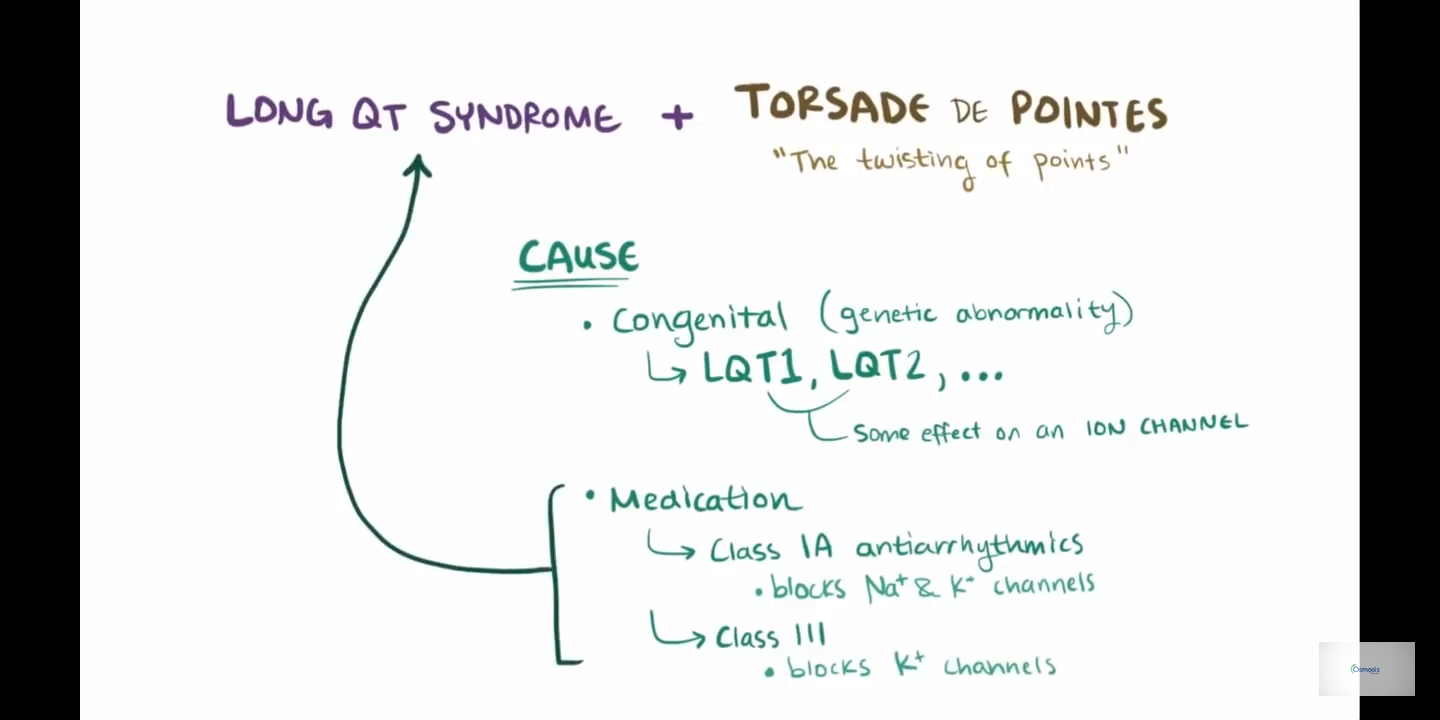 LONG QT SYNDROME + TORSADE DE POINTES
"The twisting of points"
CAUSE
• Congenital (genetic abnormality)
↳ LQT1, LQT2, ...
Some effect on an ION CHANNEL
• Medication
↳ Class IA antiarrhythmics
• blocks Na⁺ & K⁺ channels
↳ Class III
• blocks K⁺ channels
Osmosis